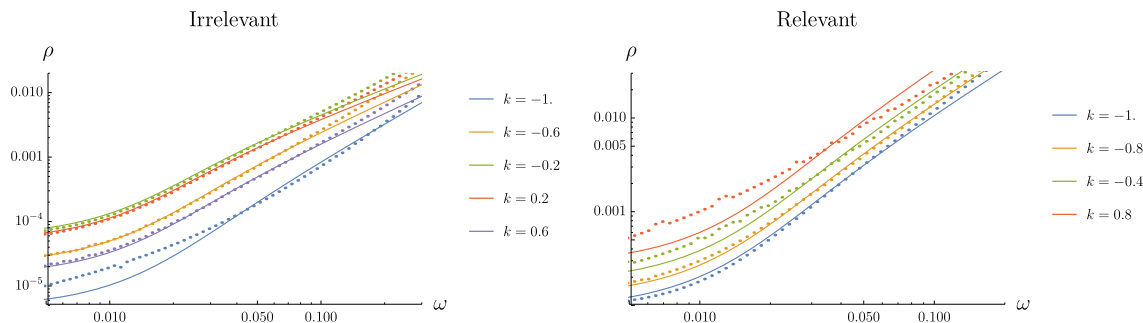 Irrelevant
ρ
0.010
0.001
10⁻⁴
10⁻⁵
0.010 0.050 0.100
ω
k = −1.
k = −0.6
k = −0.2
k = 0.2
k = 0.6
Relevant
ρ
0.010
0.005
0.001
0.010 0.050 0.100
ω
k = −1.
k = −0.8
k = −0.4
k = 0.8